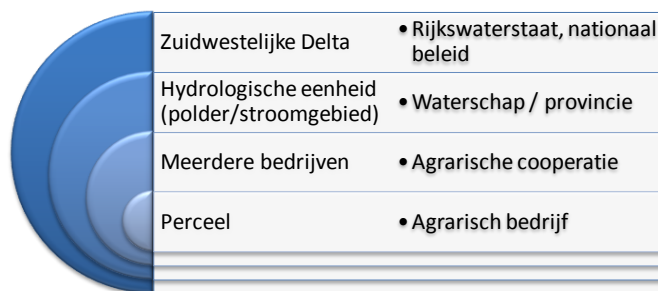 Zuidwestelijke Delta
• Rijkswaterstaat, nationaal
beleid
Hydrologische eenheid
(polder/stroomgebied)
• Waterschap / provincie
Meerdere bedrijven
• Agrarische cooperatie
Perceel
• Agrarisch bedrijf